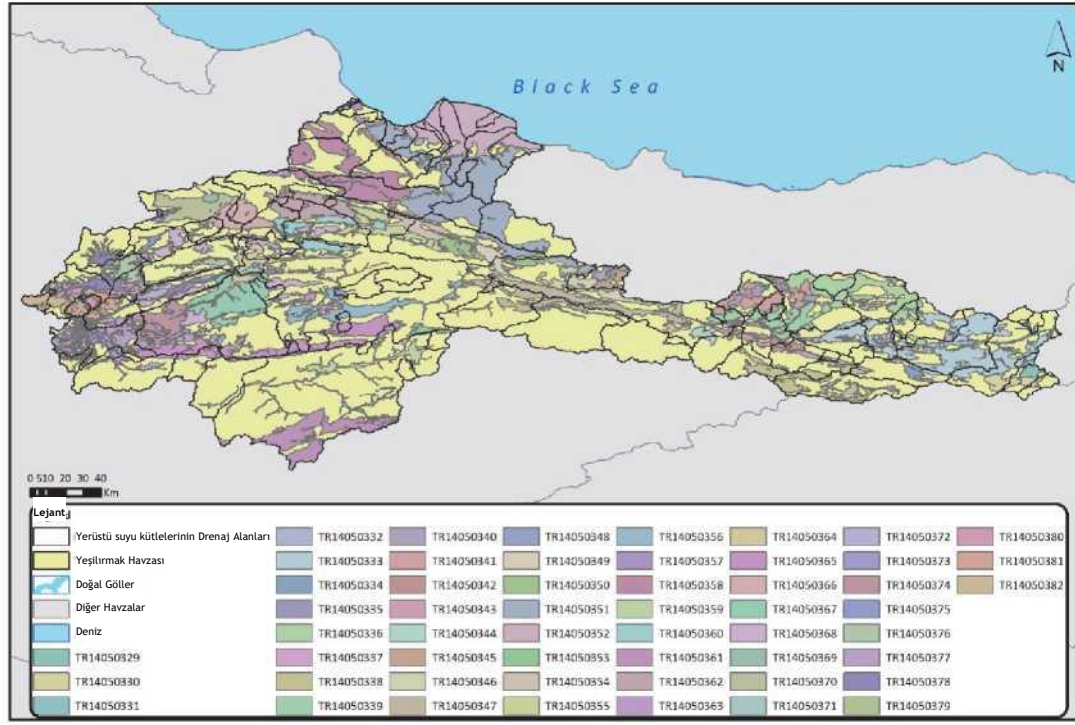 Black Sea
N
0 510 20 30 40
Km
Lejant
Yerüstü suyu kütlelerinin Drenaj Alanları
Yeşilırmak Havzası
Doğal Göller
Diğer Havzalar
Deniz
TR14050329
TR14050330
TR14050331
TR14050332
TR14050333
TR14050334
TR14050335
TR14050336
TR14050337
TR14050338
TR14050339
TR14050340
TR14050341
TR14050342
TR14050343
TR14050344
TR14050345
TR14050346
TR14050347
TR14050348
TR14050349
TR14050350
TR14050351
TR14050352
TR14050353
TR14050354
TR14050355
TR14050356
TR14050357
TR14050358
TR14050359
TR14050360
TR14050361
TR14050362
TR14050363
TR14050364
TR14050365
TR14050366
TR14050367
TR14050368
TR14050369
TR14050370
TR14050371
TR14050372
TR14050373
TR14050374
TR14050375
TR14050376
TR14050377
TR14050378
TR14050379
TR14050380
TR14050381
TR14050382